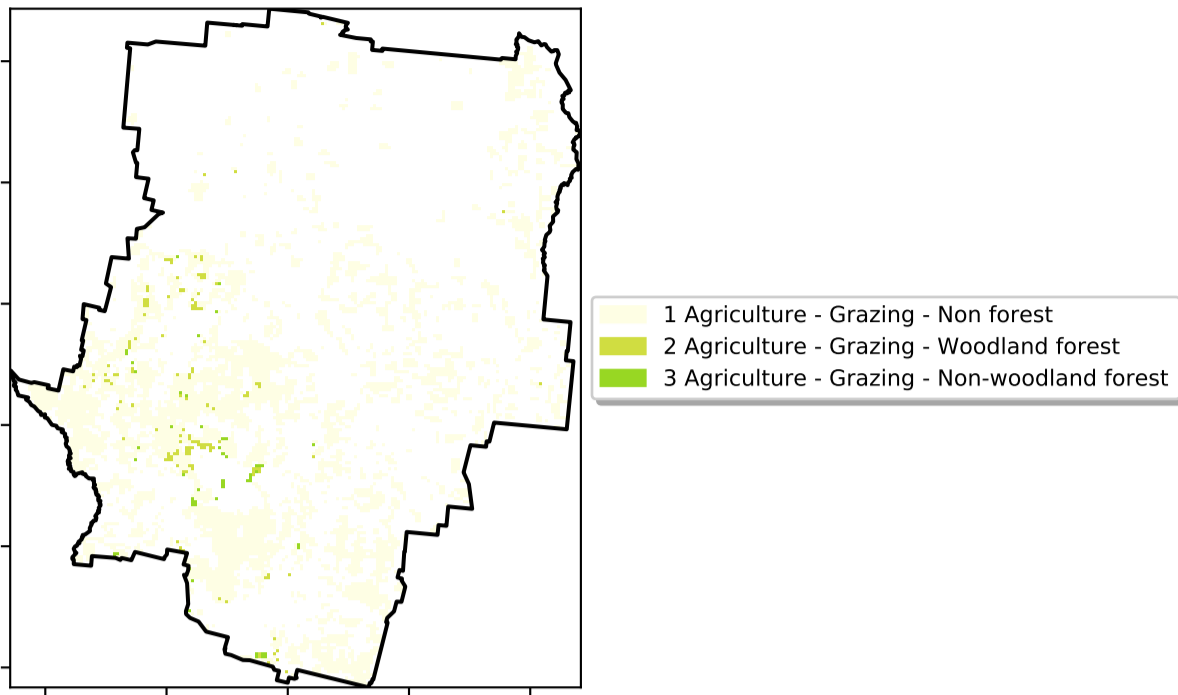 1 Agriculture - Grazing - Non forest
2 Agriculture - Grazing - Woodland forest
3 Agriculture - Grazing - Non-woodland forest